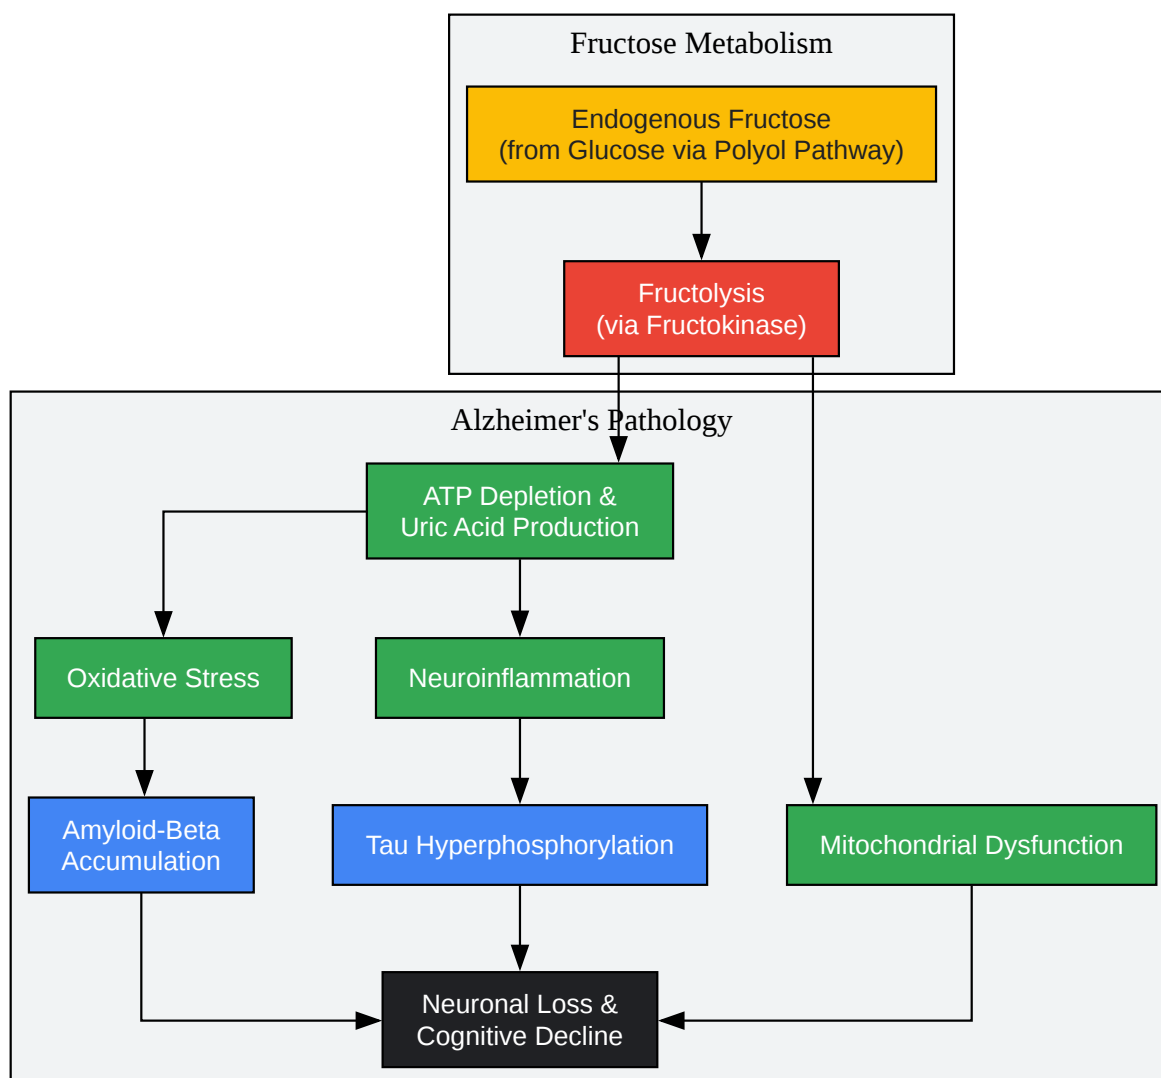 Fructose Metabolism
Endogenous Fructose
(from Glucose via Polyol Pathway)
Fructolysis
(via Fructokinase)
Alzheimer's Pathology
ATP Depletion &
Uric Acid Production
Oxidative Stress
Neuroinflammation
Amyloid-Beta
Accumulation
Tau Hyperphosphorylation
Mitochondrial Dysfunction
Neuronal Loss &
Cognitive Decline